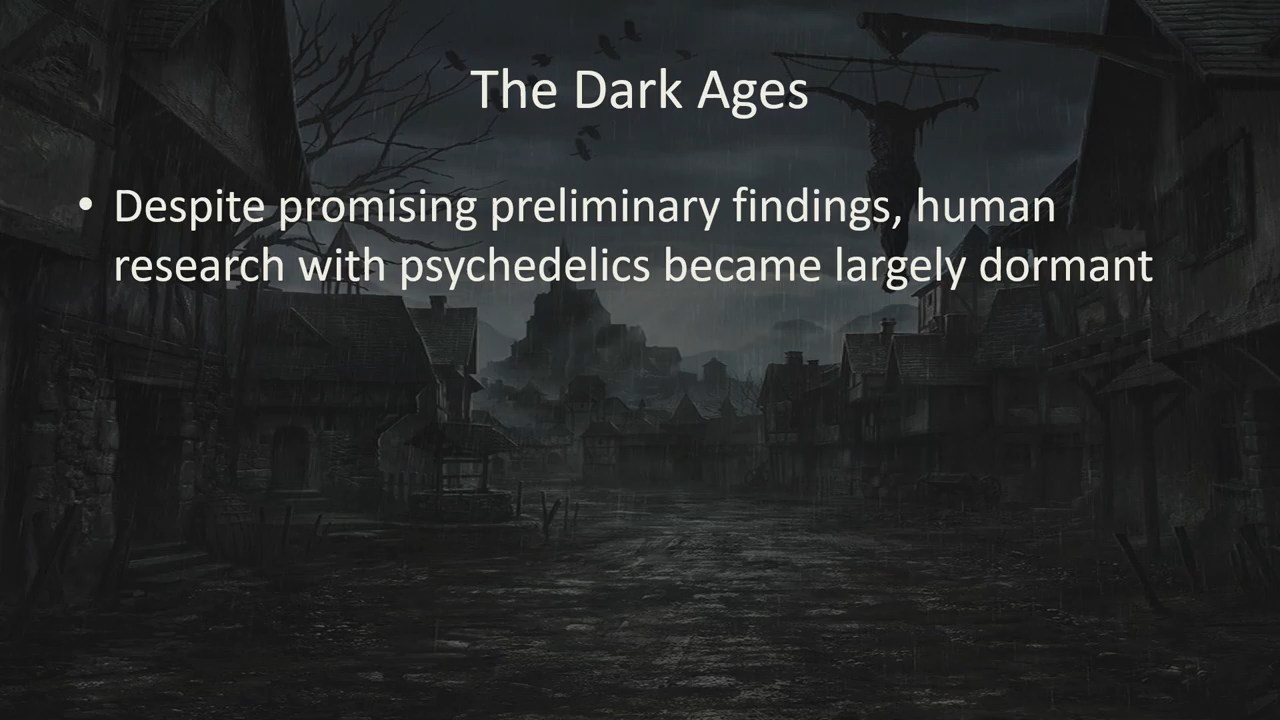 The Dark Ages
• Despite promising preliminary findings, human
research with psychedelics became largely dormant